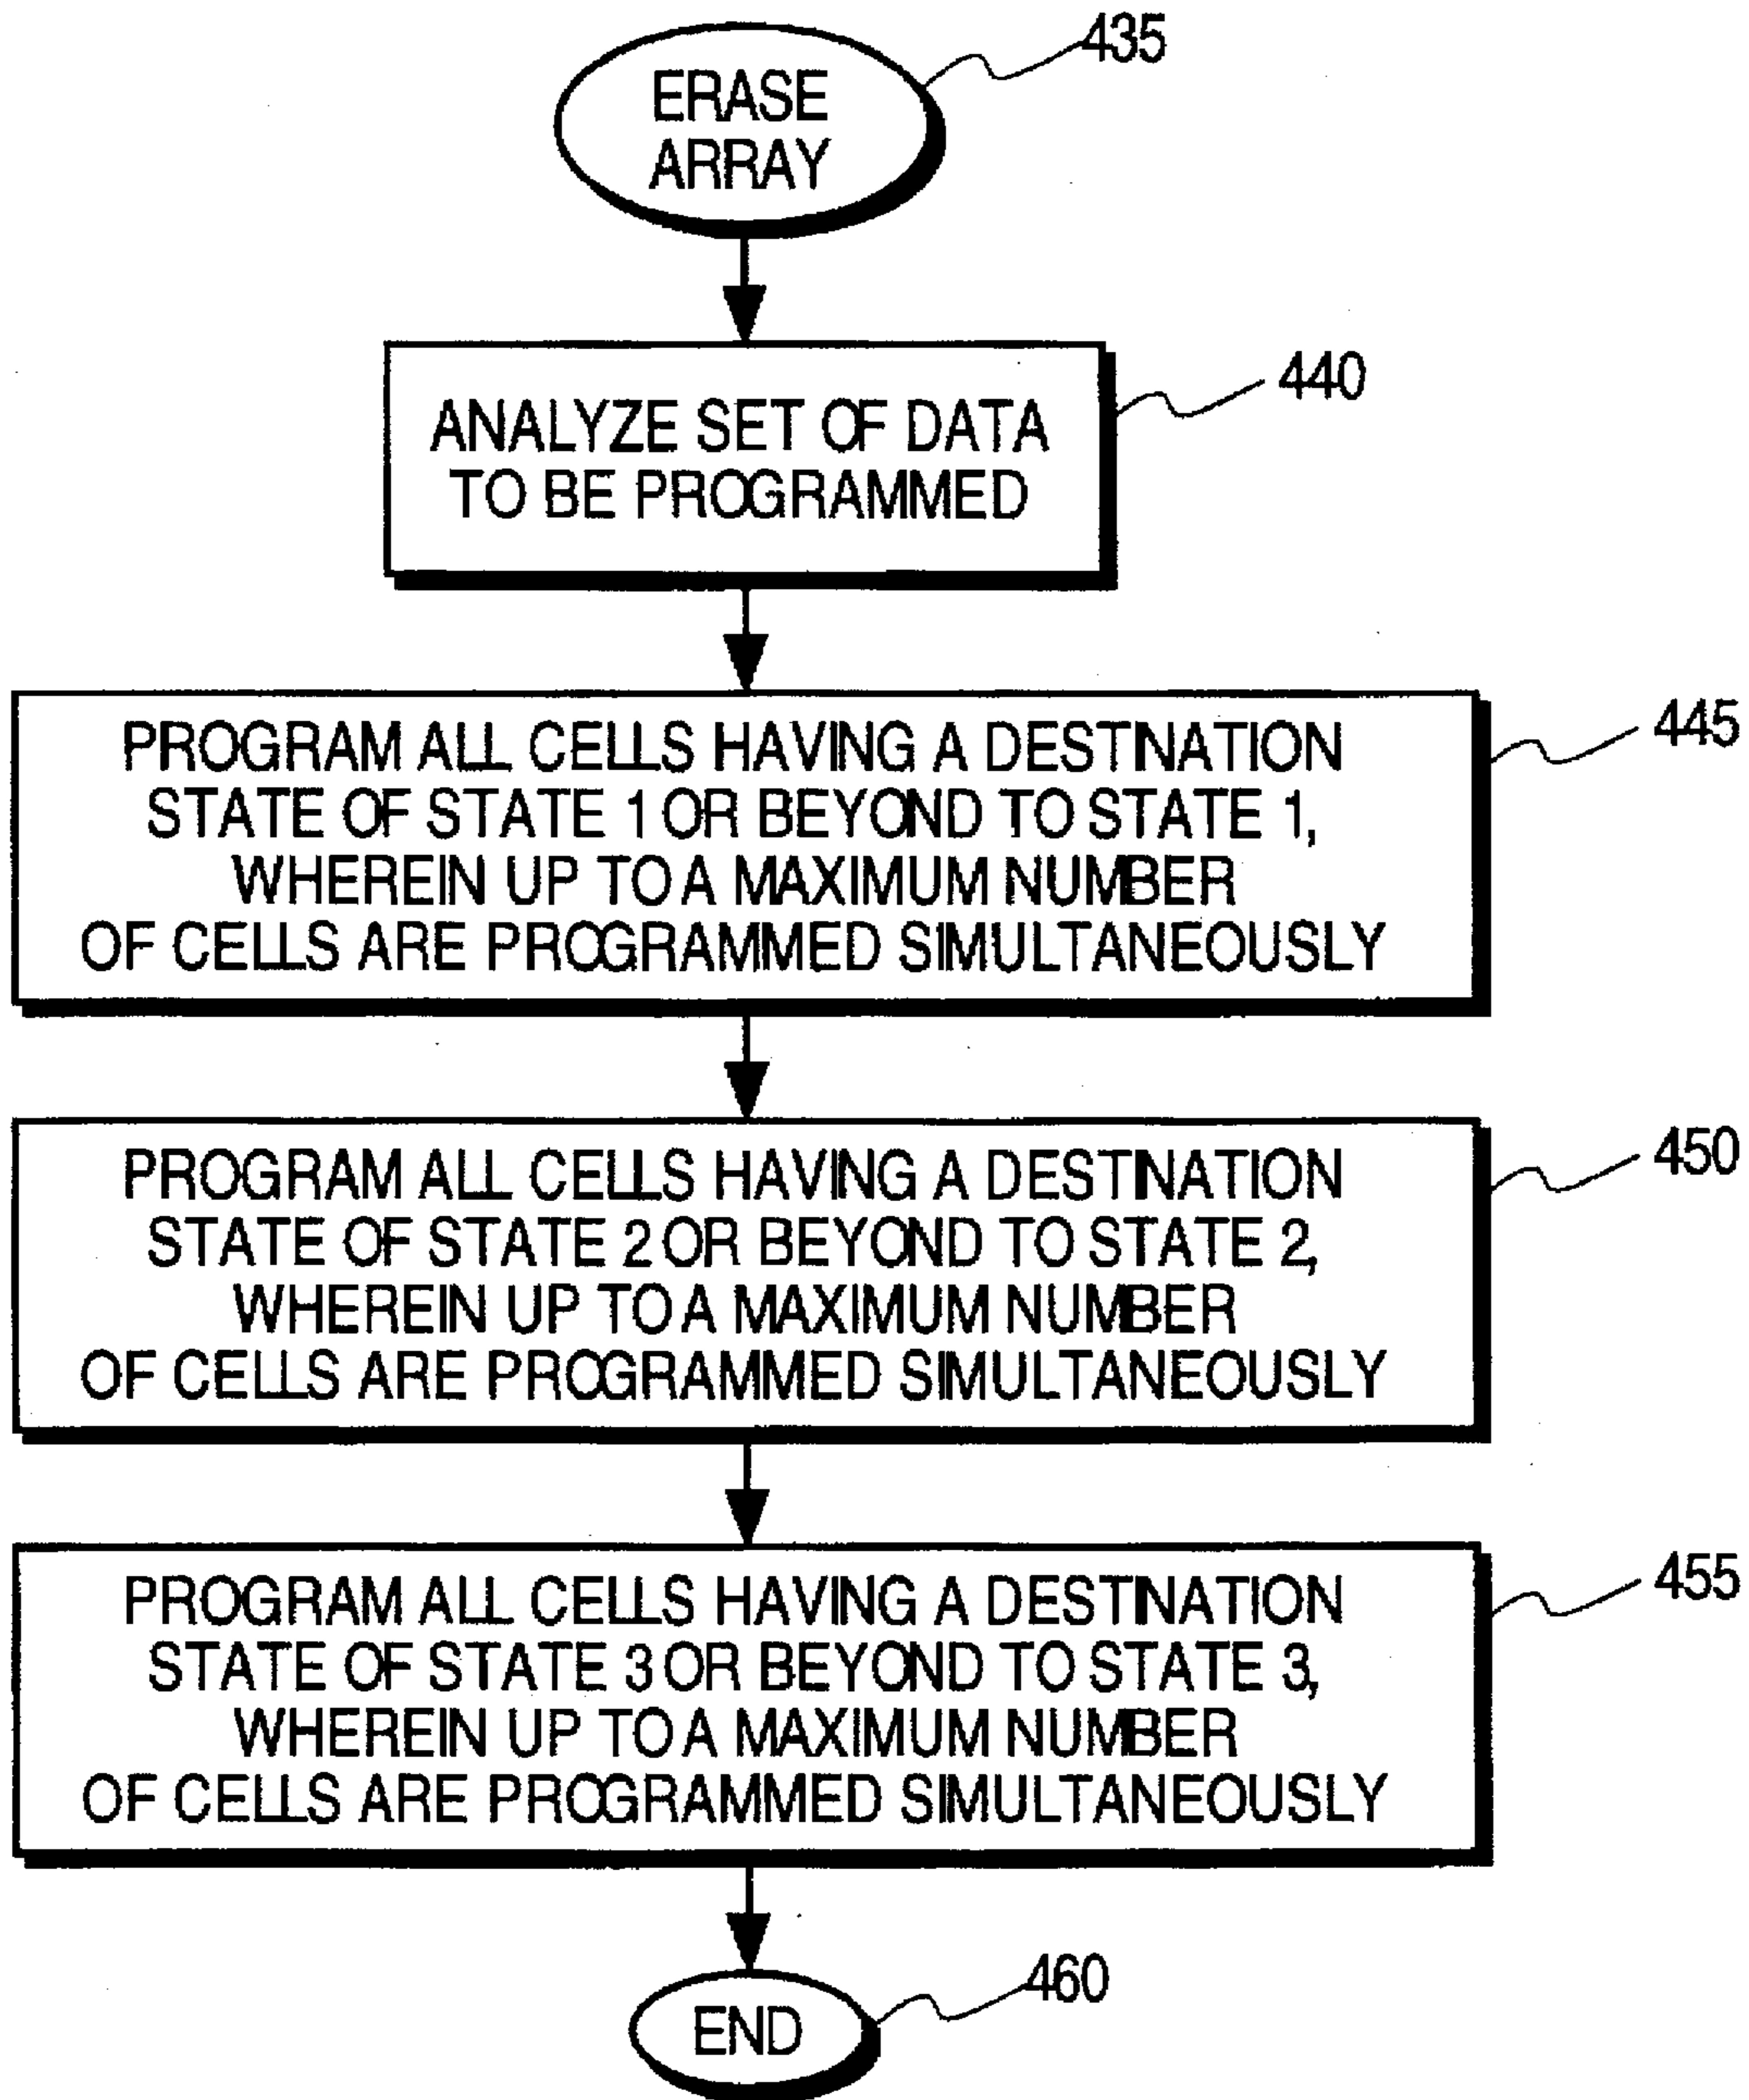 ERASE
ARRAY
435
ANALYZE SET OF DATA
TO BE PROGRAMMED
440
PROGRAM ALL CELLS HAVING A DESTINATION
STATE OF STATE 1 OR BEYOND TO STATE 1,
WHEREIN UP TO A MAXIMUM NUMBER
OF CELLS ARE PROGRAMMED SIMULTANEOUSLY
445
PROGRAM ALL CELLS HAVING A DESTINATION
STATE OF STATE 2 OR BEYOND TO STATE 2,
WHEREIN UP TO A MAXIMUM NUMBER
OF CELLS ARE PROGRAMMED SIMULTANEOUSLY
450
PROGRAM ALL CELLS HAVING A DESTINATION
STATE OF STATE 3 OR BEYOND TO STATE 3,
WHEREIN UP TO A MAXIMUM NUMBER
OF CELLS ARE PROGRAMMED SIMULTANEOUSLY
455
END
460